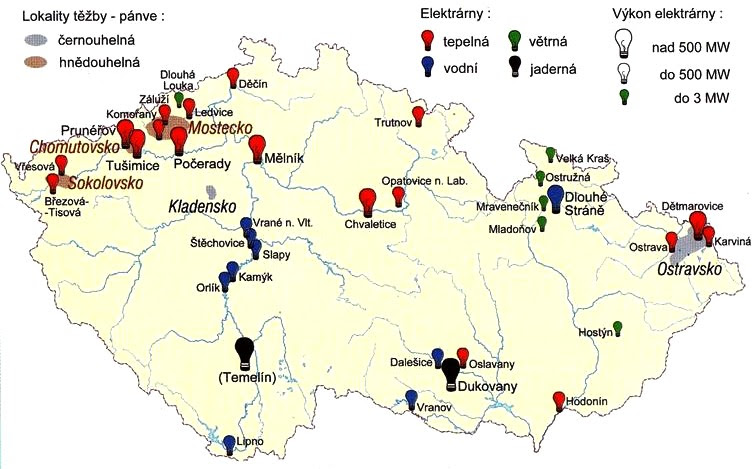 Lokality těžby - pánve :
černouhelná
hnědouhelná
Elektrárny :
tepelná
větrná
vodní
jaderná
Výkon elektrárny :
nad 500 MW
do 500 MW
do 3 MW
Dlouhá
Louka
Děčín
Záluží
Komořany
Ledvice
Prunéřov
Mostecko
Chomutovsko
Tušimice
Počerady
Mělník
Trutnov
Vřesová
Sokolovsko
Březová-
-Tisová
Kladensko
Opatovice n. Lab.
Chvaletice
Velká Kraš
Ostružná
Dlouhé
Stráně
Mravenečník
Mladoňov
Dětmarovice
Karviná
Ostrava
Ostravsko
Vrané n. Vlt.
Štěchovice
Slapy
Kamýk
Orlík
Hostýn
(Temelín)
Dalešice
Oslavany
Dukovany
Vranov
Hodonín
Lipno